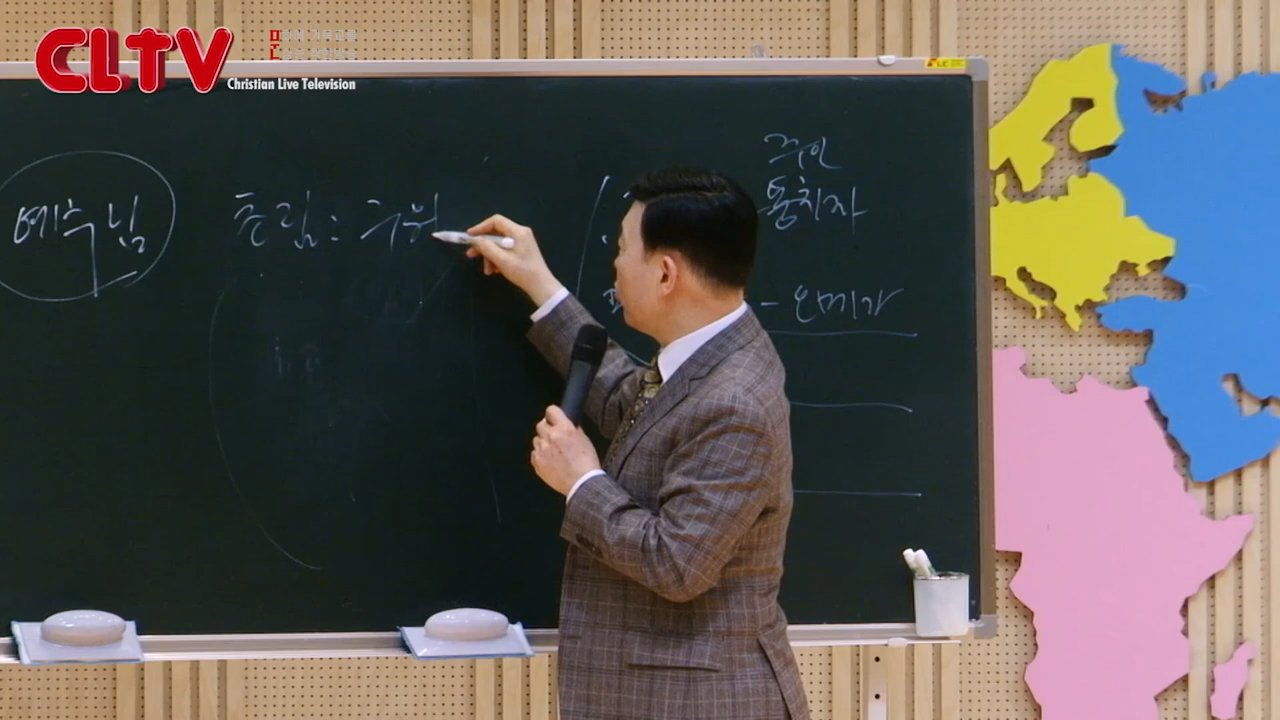 CLTV
Christian Live Television
예수님
초림: 구원
주인
통치자
- 오메가